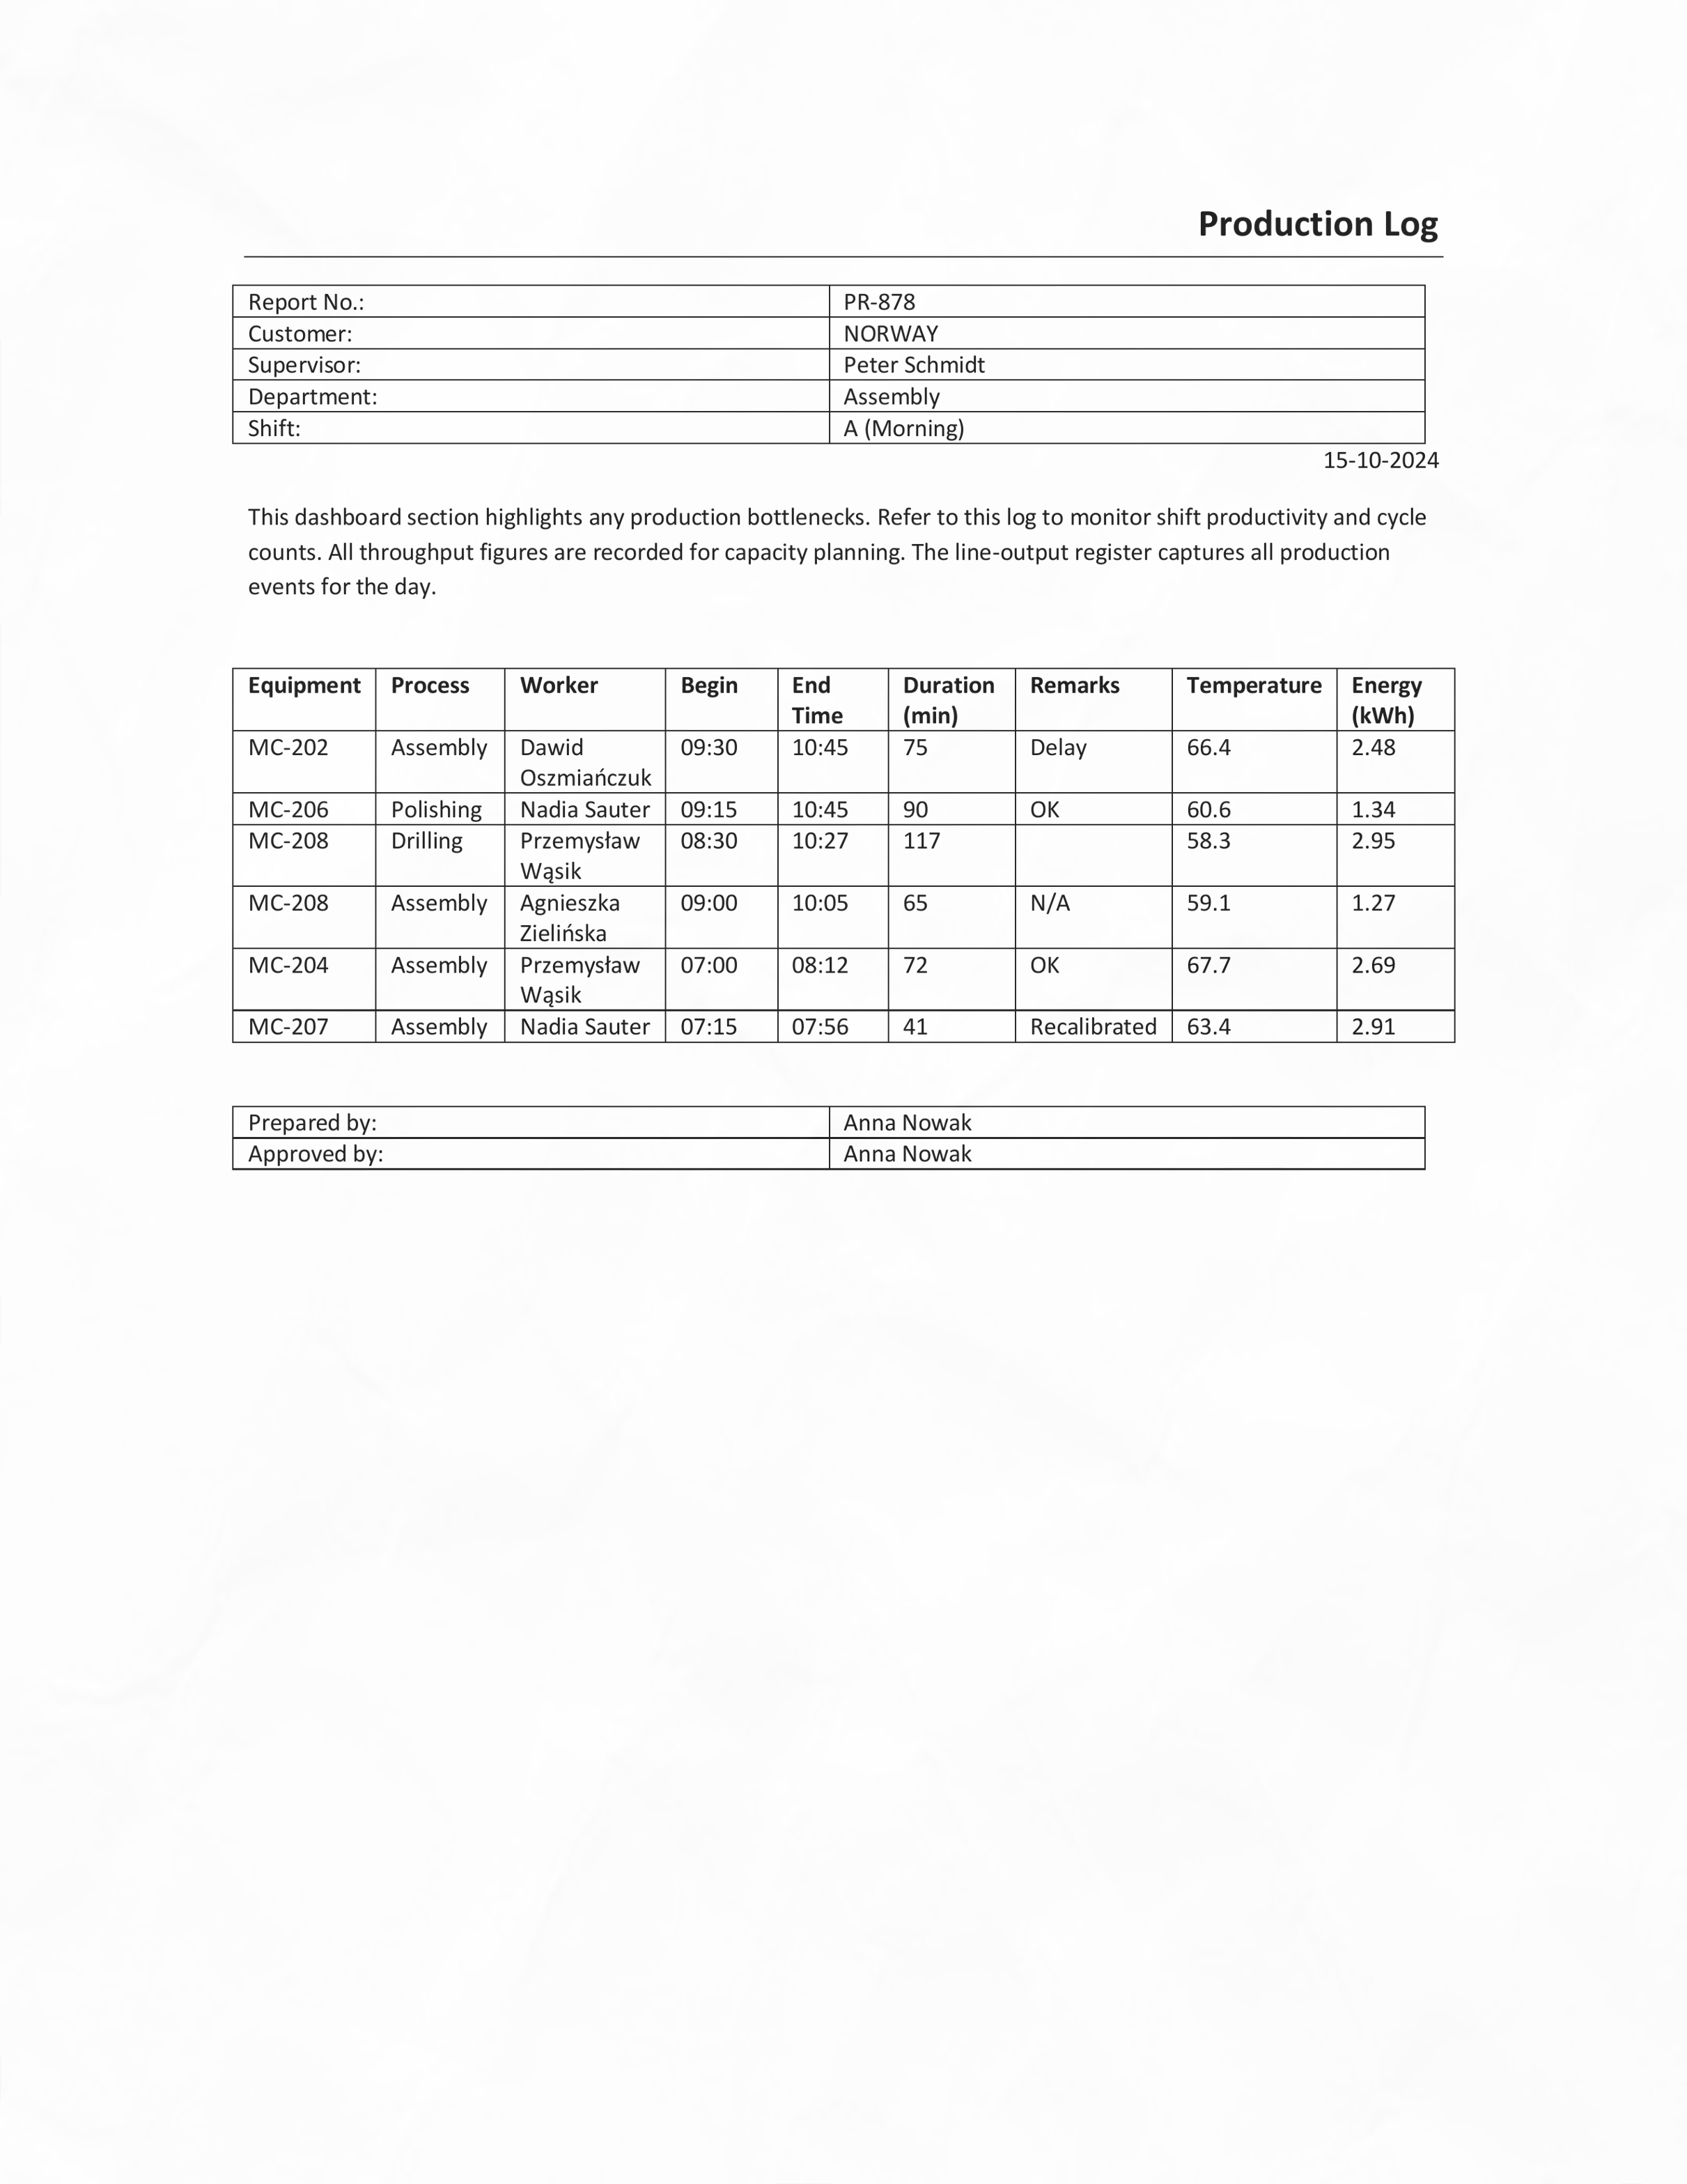 Production Log
Report No.: PR-878
Customer: NORWAY
Supervisor: Peter Schmidt
Department: Assembly
Shift: A (Morning)
15-10-2024
This dashboard section highlights any production bottlenecks. Refer to this log to monitor shift productivity and cycle
counts. All throughput figures are recorded for capacity planning. The line-output register captures all production
events for the day.
Equipment Process Worker Begin End Time Duration (min) Remarks Temperature Energy (kWh)
MC-202 Assembly Dawid Oszmiańczuk 09:30 10:45 75 Delay 66.4 2.48
MC-206 Polishing Nadia Sauter 09:15 10:45 90 OK 60.6 1.34
MC-208 Drilling Przemysław Wąsik 08:30 10:27 117 58.3 2.95
MC-208 Assembly Agnieszka Zielińska 09:00 10:05 65 N/A 59.1 1.27
MC-204 Assembly Przemysław Wąsik 07:00 08:12 72 OK 67.7 2.69
MC-207 Assembly Nadia Sauter 07:15 07:56 41 Recalibrated 63.4 2.91
Prepared by: Anna Nowak
Approved by: Anna Nowak